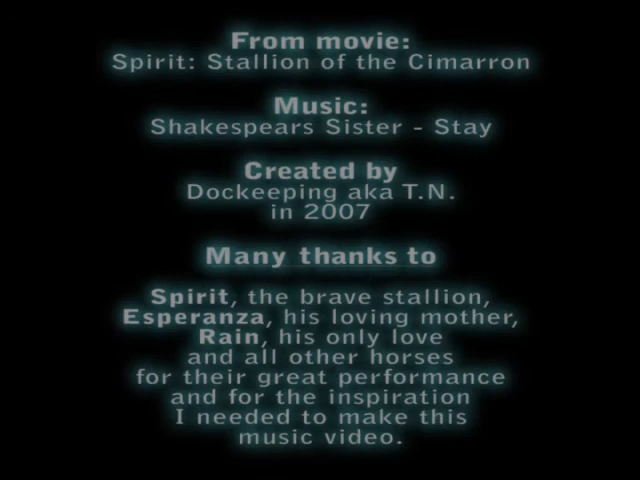 From movie:
Spirit: Stallion of the Cimarron
Music:
Shakespears Sister - Stay
Created by
Dockeeping aka T.N.
in 2007
Many thanks to
Spirit, the brave stallion,
Esperanza, his loving mother,
Rain, his only love
and all other horses
for their great performance
and for the inspiration
I needed to make this
music video.